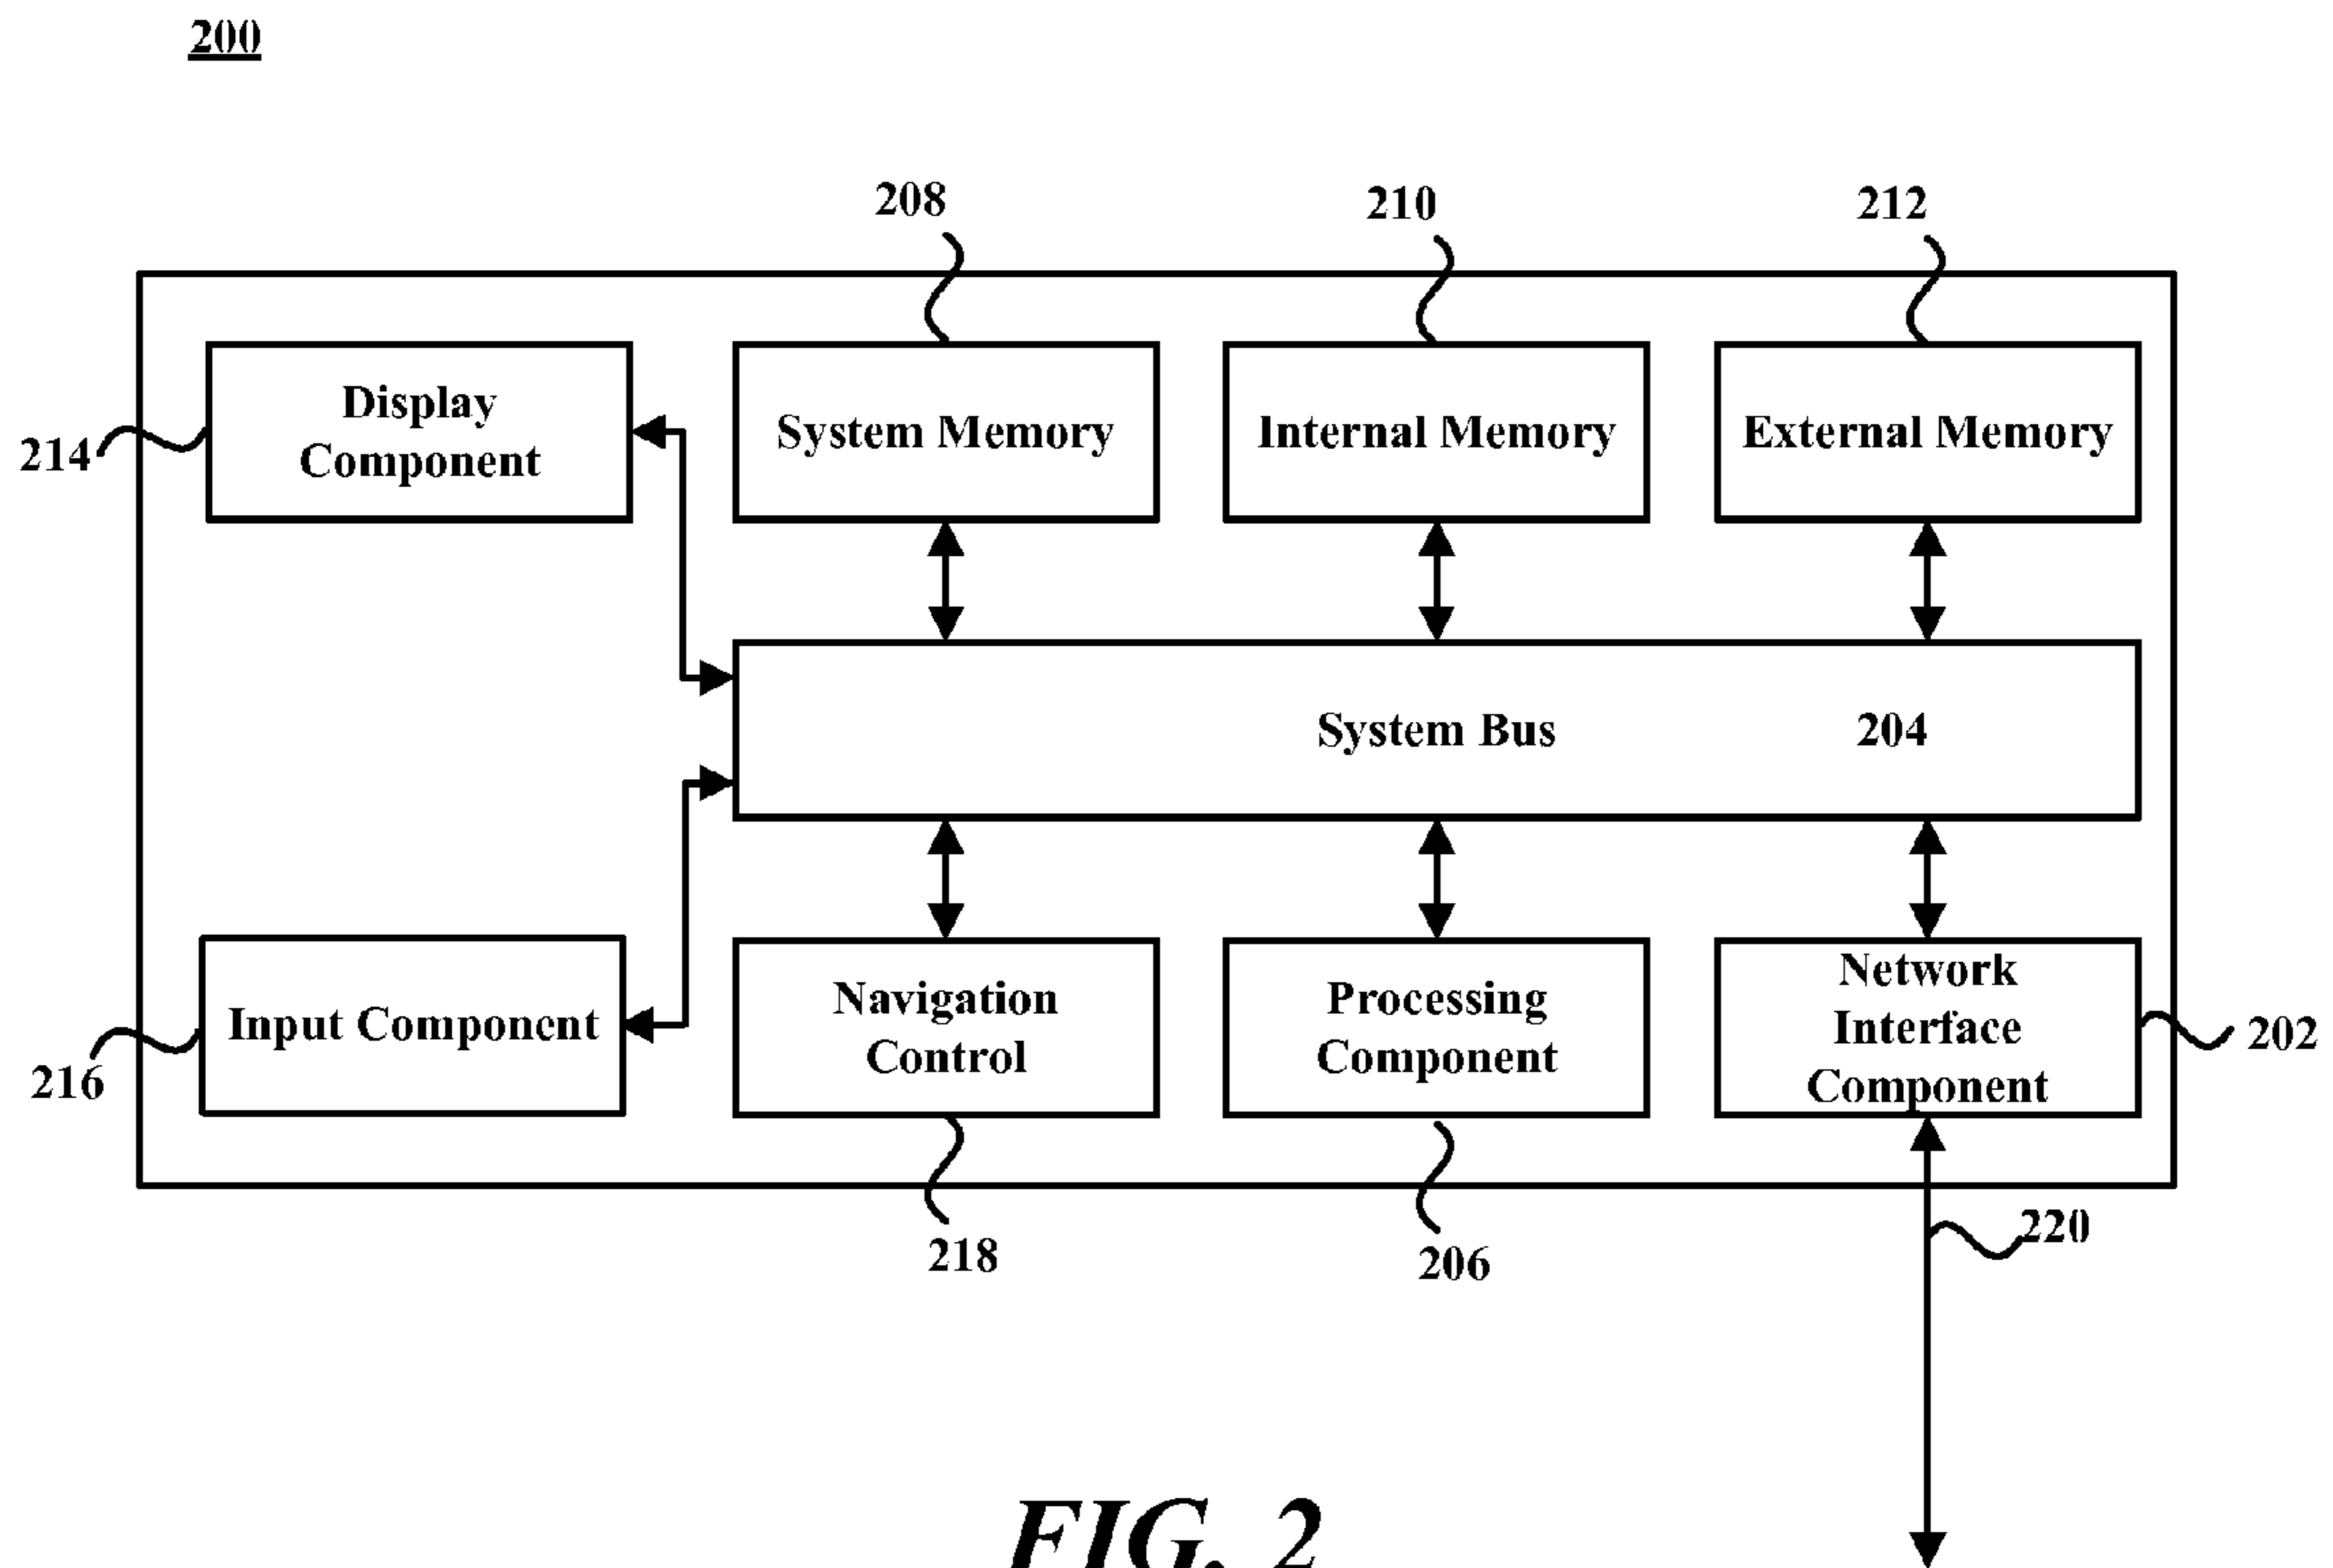 200
208
210
212
Display
Component
System Memory
Internal Memory
External Memory
214
System Bus
204
Input Component
Navigation
Control
Processing
Component
Network
Interface
Component
202
216
218
206
220
FIG. 2